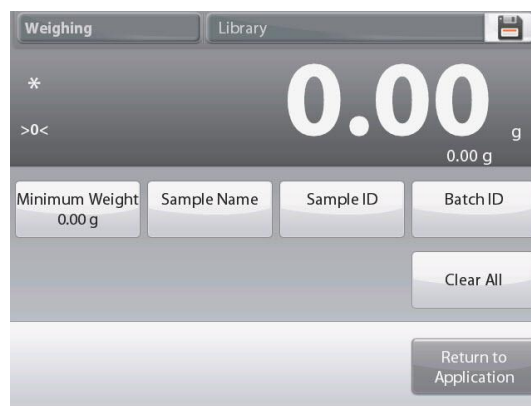 Weighing
Library
*
0.00 g
>0<
0.00 g
Minimum Weight
0.00 g
Sample Name
Sample ID
Batch ID
Clear All
Return to
Application